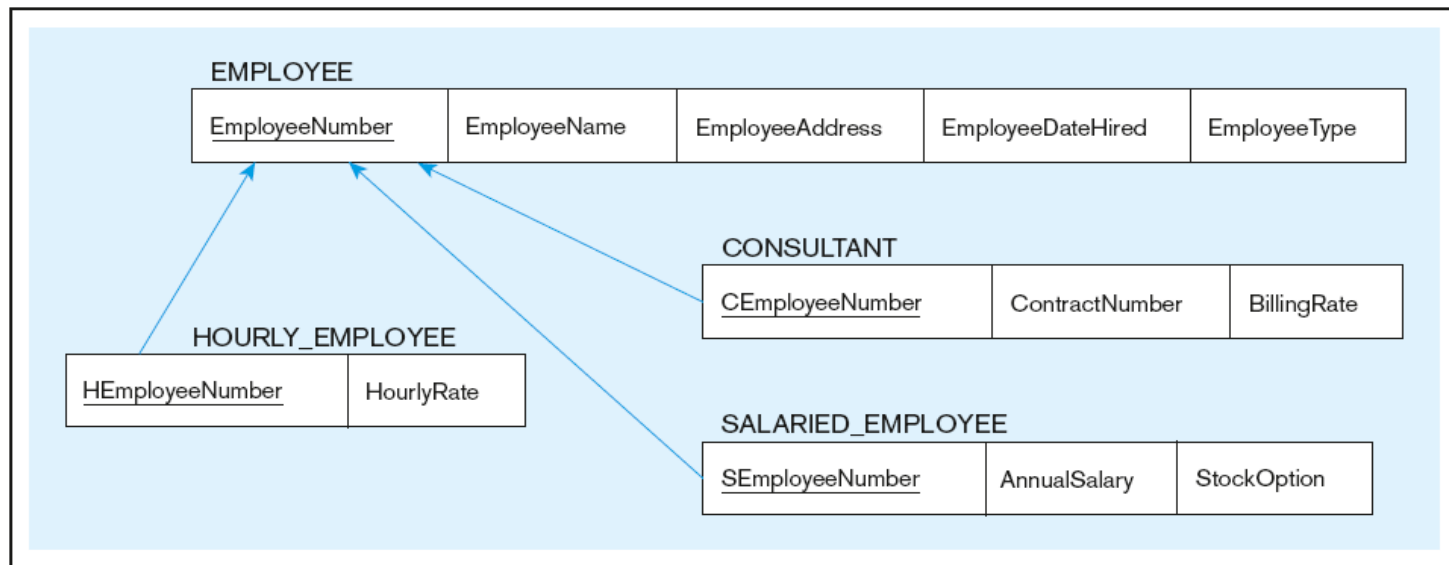 EMPLOYEE
EmployeeNumber EmployeeName EmployeeAddress EmployeeDateHired EmployeeType
CONSULTANT
CEmployeeNumber ContractNumber BillingRate
HOURLY_EMPLOYEE
HEmployeeNumber HourlyRate
SALARIED_EMPLOYEE
SEmployeeNumber AnnualSalary StockOption